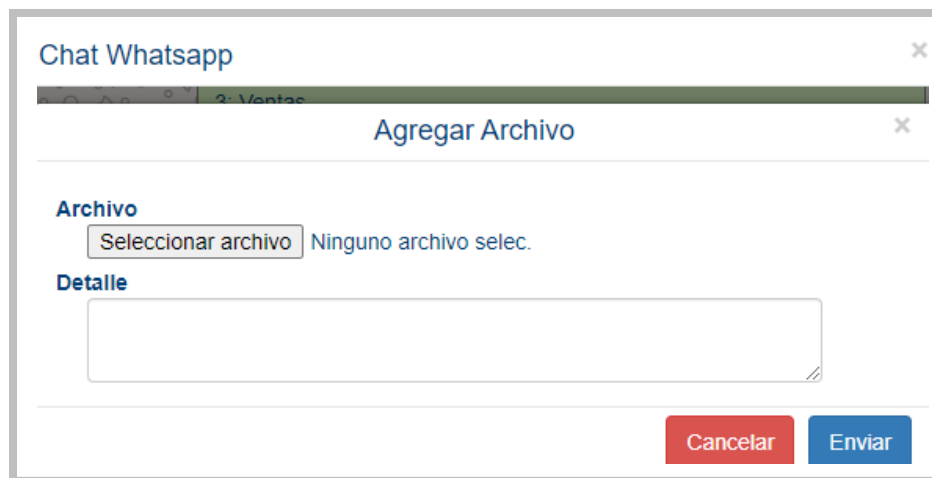 Chat Whatsapp
3: Ventas
Agregar Archivo
Archivo
Seleccionar archivo Ninguno archivo selec.
Detalle
Cancelar Enviar